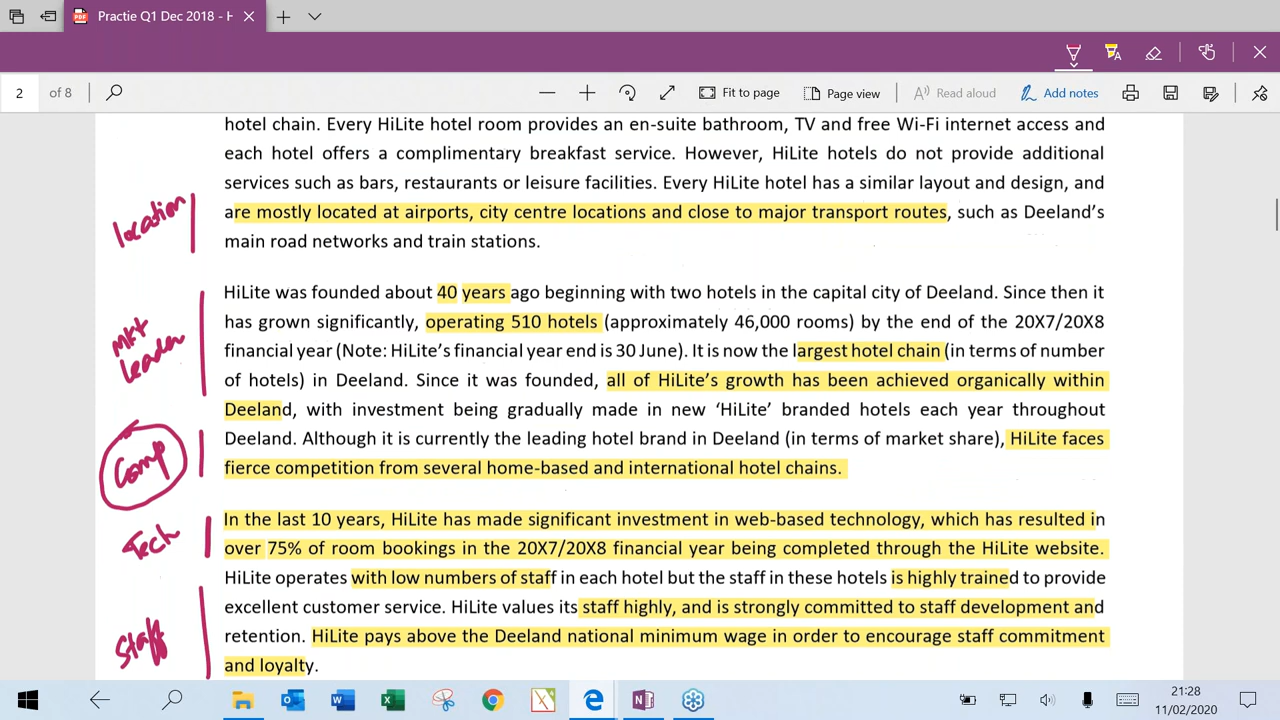 Practie Q1 Dec 2018 - H
2 of 8
Fit to page
Page view
Read aloud
Add notes
hotel chain. Every HiLite hotel room provides an en-suite bathroom, TV and free Wi-Fi internet access and
each hotel offers a complimentary breakfast service. However, HiLite hotels do not provide additional
services such as bars, restaurants or leisure facilities. Every HiLite hotel has a similar layout and design, and
are mostly located at airports, city centre locations and close to major transport routes, such as Deeland's
main road networks and train stations.
location
HiLite was founded about 40 years ago beginning with two hotels in the capital city of Deeland. Since then it
has grown significantly, operating 510 hotels (approximately 46,000 rooms) by the end of the 20X7/20X8
financial year (Note: HiLite's financial year end is 30 June). It is now the largest hotel chain (in terms of number
of hotels) in Deeland. Since it was founded, all of HiLite's growth has been achieved organically within
Deeland, with investment being gradually made in new 'HiLite' branded hotels each year throughout
Deeland. Although it is currently the leading hotel brand in Deeland (in terms of market share), HiLite faces
fierce competition from several home-based and international hotel chains.
Mkt
Leader
Comp
In the last 10 years, HiLite has made significant investment in web-based technology, which has resulted in
over 75% of room bookings in the 20X7/20X8 financial year being completed through the HiLite website.
HiLite operates with low numbers of staff in each hotel but the staff in these hotels is highly trained to provide
excellent customer service. HiLite values its staff highly, and is strongly committed to staff development and
retention. HiLite pays above the Deeland national minimum wage in order to encourage staff commitment
and loyalty.
Tech
Staff
21:28
11/02/2020